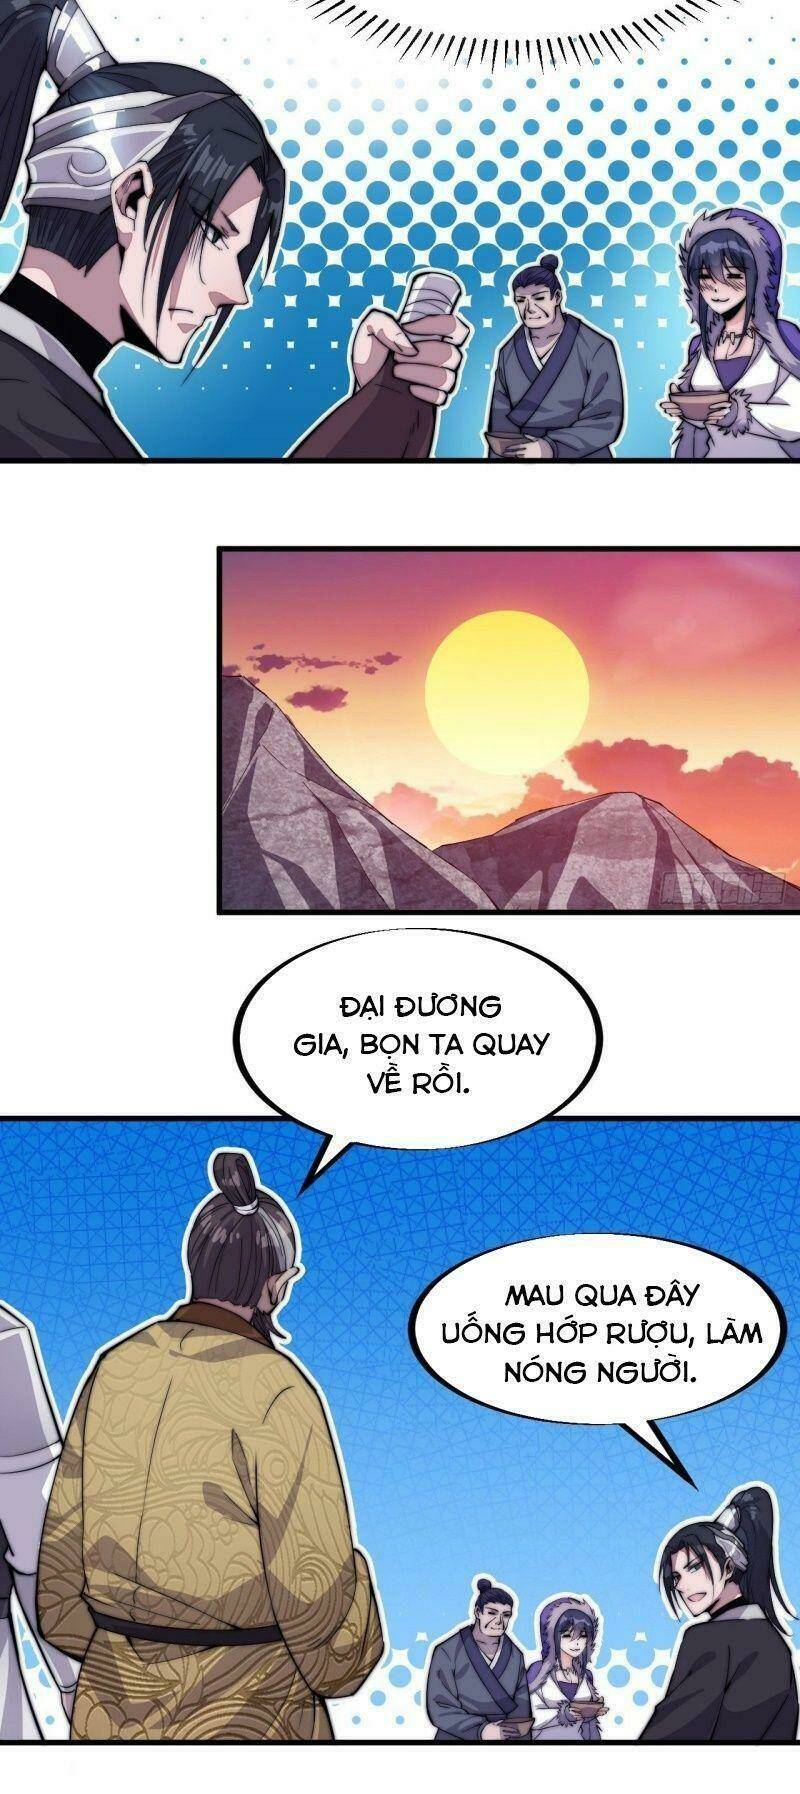 ĐẠI ĐƯƠNG
GIA, BỌN TA QUAY
VỀ RỒI.
MAU QUA ĐÂY
UỐNG HỚP RƯỢU, LÀM
NÓNG NGƯỜI.